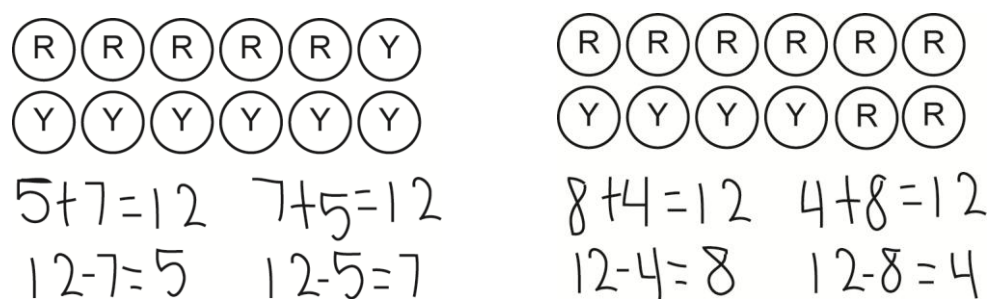 R R R R R Y
Y Y Y Y Y Y
5+7=12 7+5=12
12-7=5 12-5=7
R R R R R R
Y Y Y Y R R
8+4=12 4+8=12
12-4=8 12-8=4